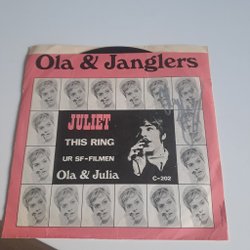 Ola & Janglers
JULIET
THIS RING
UR SF-FILMEN
Ola & Julia
C-202